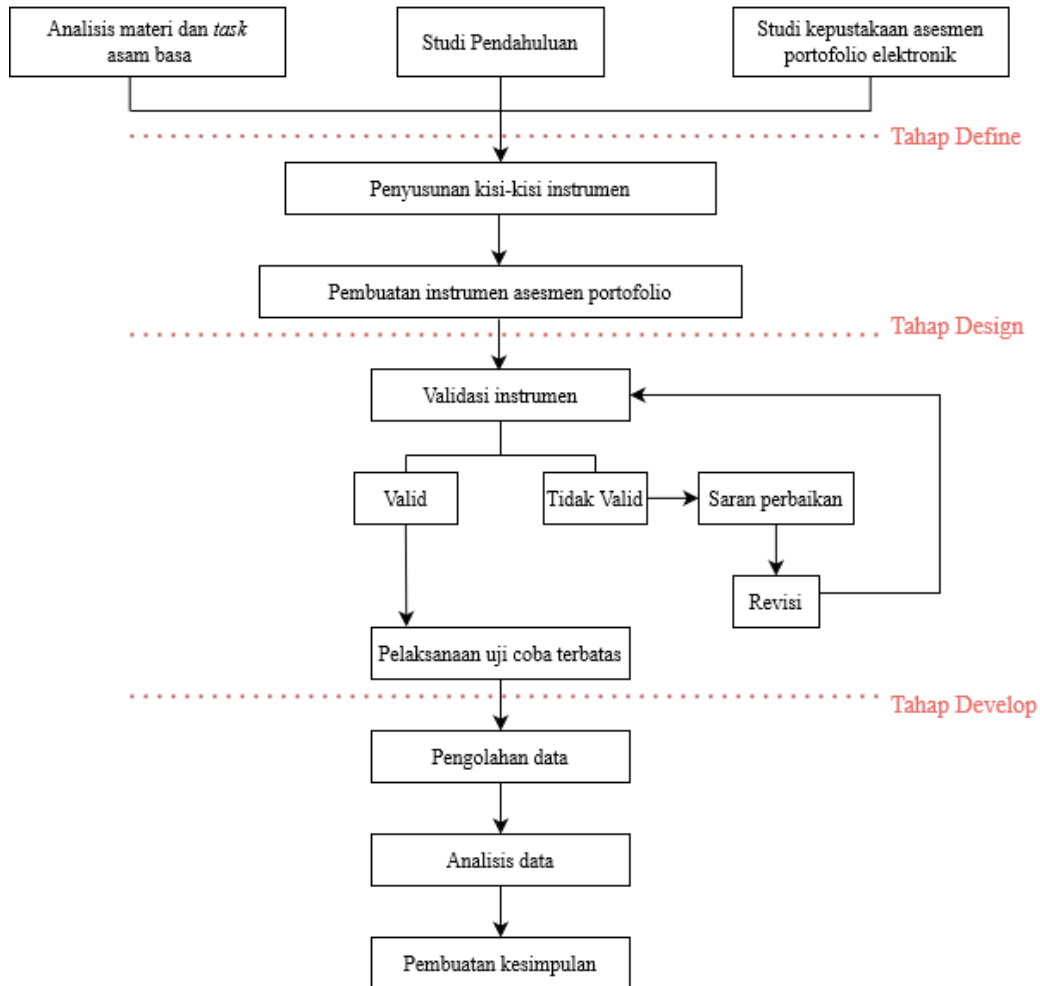 Analisis materi dan task
asam basa
Studi Pendahuluan
Studi kepustakaan asesmen
portofolio elektronik
Tahap Define
Penyusunan kisi-kisi instrumen
Pembuatan instrumen asesmen portofolio
Tahap Design
Validasi instrumen
Valid
Tidak Valid
Saran perbaikan
Revisi
Pelaksanaan uji coba terbatas
Tahap Develop
Pengolahan data
Analisis data
Pembuatan kesimpulan